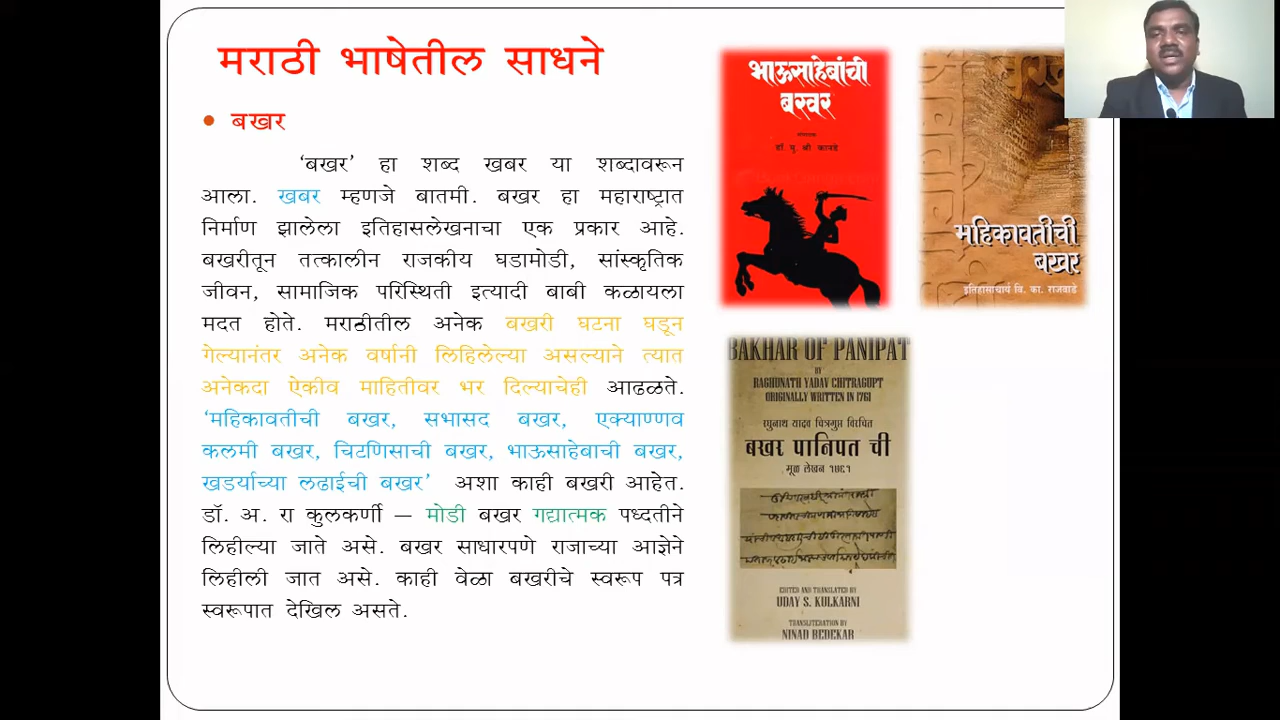 मराठी भाषेतील साधने
• बखर
‘बखर’ हा शब्द खबर या शब्दावरून
आला. खबर म्हणजे बातमी. बखर हा महाराष्ट्रात
निर्माण झालेला इतिहासलेखनाचा एक प्रकार आहे.
बखरीतून तत्कालीन राजकीय घडामोडी, सांस्कृतिक
जीवन, सामाजिक परिस्थिती इत्यादी बाबी कळायला
मदत होते. मराठीतील अनेक बखरी घटना घडून
गेल्यानंतर अनेक वर्षांनी लिहिलेल्या असल्याने त्यात
अनेकदा ऐकीव माहितीवर भर दिल्याचेही आढळते.
‘महिकावतीची बखर, सभासद बखर, एक्याण्णव
कलमी बखर, चिटणिसाची बखर, भाऊसाहेबाची बखर,
खडर्याच्या लढाईची बखर’ अशा काही बखरी आहेत.
डॉ. अ. रा कुलकर्णी – मोडी बखर गद्यात्मक पध्दतीने
लिहील्या जाते असे. बखर साधारपणे राजाच्या आज्ञेने
लिहीली जात असे. काही वेळा बखरीचे स्वरूप पत्र
स्वरूपात देखिल असते.
भाऊसाहेबांची
बखर
महिकावतीची
बखर
इतिहासाचार्य वि. का. राजवाडे
BAKHAR OF PANIPAT
BY
RAGHUNATH YADAV CHITRAGUPT
ORIGINALLY WRITTEN IN 1761
रघुनाथ यादव चित्रगुप्त विरचित
बखर पानिपत ची
मूळ लेखन १७६१
EDITED AND TRANSLATED BY
UDAY S. KULKARNI
TRANSLITERATION BY
NINAD BEDEKAR